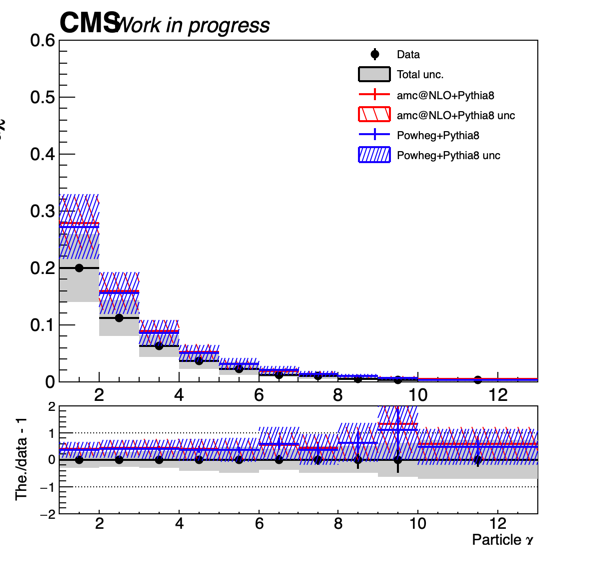 CMS Work in progress
0.6
Data
Total unc.
0.5
amc@NLO+Pythia8
amc@NLO+Pythia8 unc
Powheg+Pythia8
0.4
Powheg+Pythia8 unc
0.3
0.2
0.1
0
2 4 6 8 10 12
2
1
0
−1
−2
The./data - 1
2 4 6 8 10 12
Particle γ